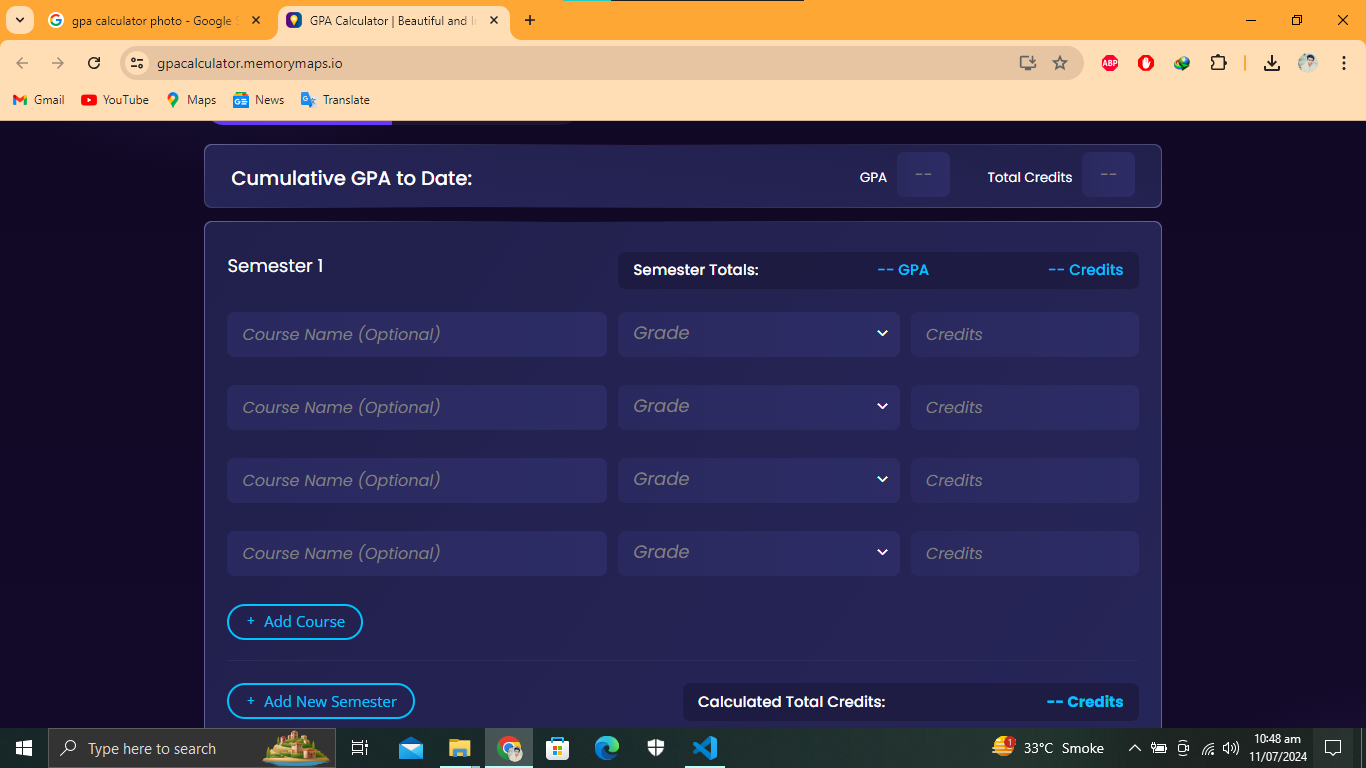 gpa calculator photo - Google
GPA Calculator | Beautiful and
gpacalculator.memorymaps.io
ABP
Gmail YouTube Maps News Translate
Cumulative GPA to Date: GPA -- Total Credits --
Semester 1 Semester Totals: -- GPA -- Credits
Course Name (Optional) Grade Credits
Course Name (Optional) Grade Credits
Course Name (Optional) Grade Credits
Course Name (Optional) Grade Credits
+ Add Course
+ Add New Semester Calculated Total Credits: -- Credits
Type here to search 1 33°C Smoke 10:48 am
11/07/2024